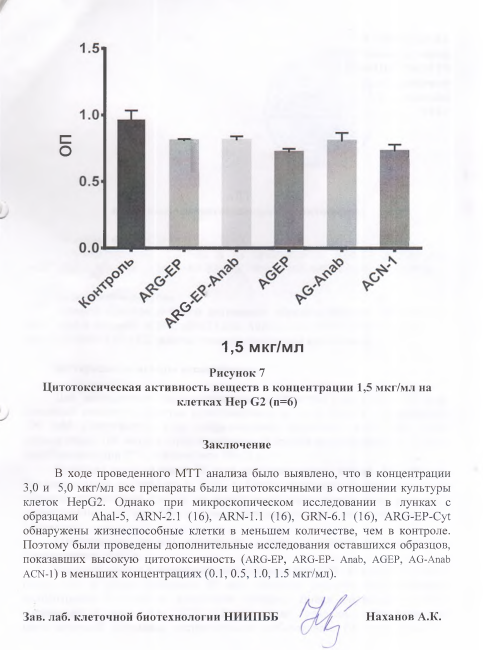 1.5
1.0
0.5
0.0
ОП
Контроль
ARG-EP
ARG-EP-Anab
AGEP
AG-Anab
ACN-1
1,5 мкг/мл
Рисунок 7
Цитотоксическая активность веществ в концентрации 1,5 мкг/мл на
клетках Hep G2 (n=6)
Заключение
В ходе проведенного МТТ анализа было выявлено, что в концентрации
3,0 и 5,0 мкг/мл все препараты были цитотоксичными в отношении культуры
клеток HepG2. Однако при микроскопическом исследовании в лунках с
образцами Ahal-5, ARN-2.1 (16), ARN-1.1 (16), GRN-6.1 (16), ARG-EP-Cyt
обнаружены жизнеспособные клетки в меньшем количестве, чем в контроле.
Поэтому были проведены дополнительные исследования оставшихся образцов,
показавших высокую цитотоксичность (ARG-EP, ARG-EP- Anab, AGEP, AG-Anab
ACN-1) в меньших концентрациях (0.1, 0.5, 1.0, 1.5 мкг/мл).
Зав. лаб. клеточной биотехнологии НИИПББ Наханов А.К.